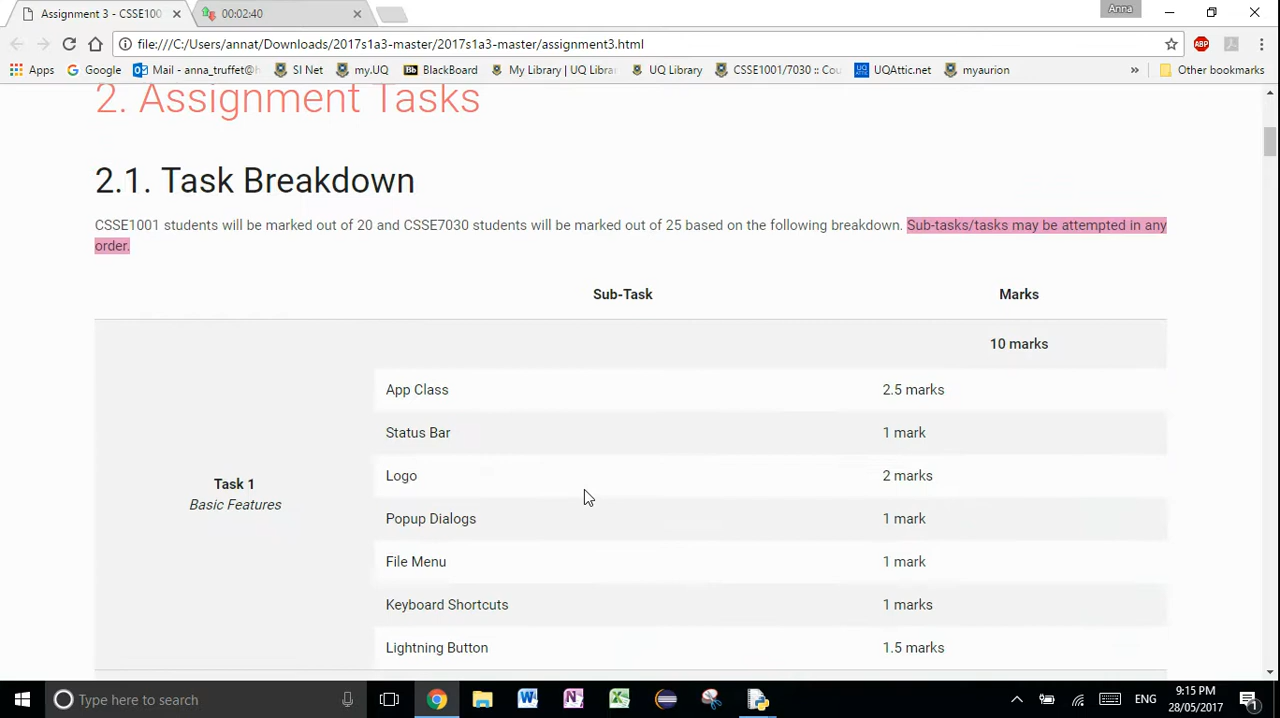 Assignment 3 - CSSE100
00:02:40
Anna
file:///C:/Users/annat/Downloads/2017s1a3-master/2017s1a3-master/assignment3.html
ABP
Apps Google Mail - anna_truffet@h SI Net my.UQ Bb BlackBoard My Library | UQ Libra UQ Library CSSE1001/7030 :: Cou UQAttic.net myaurion » Other bookmarks
2. Assignment Tasks
2.1. Task Breakdown
CSSE1001 students will be marked out of 20 and CSSE7030 students will be marked out of 25 based on the following breakdown. Sub-tasks/tasks may be attempted in any
order.
Sub-Task Marks
10 marks
App Class 2.5 marks
Status Bar 1 mark
Logo 2 marks
Task 1
Basic Features
Popup Dialogs 1 mark
File Menu 1 mark
Keyboard Shortcuts 1 marks
Lightning Button 1.5 marks
Type here to search
ENG
9:15 PM
28/05/2017
1